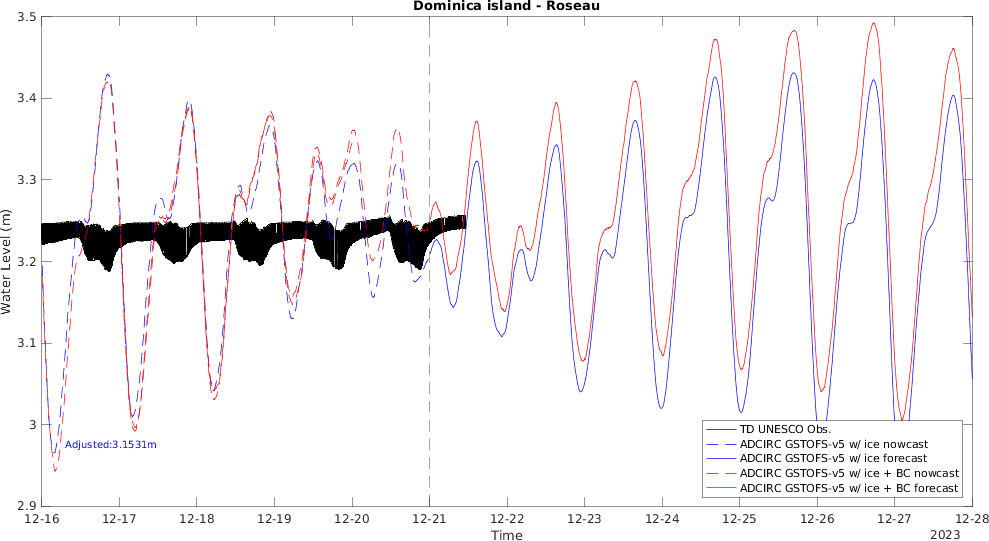 Dominica island - Roseau
3.5
3.4
3.3
3.2
3.1
3
2.9
Water Level (m)
Adjusted:3.1531m
TD UNESCO Obs.
ADCIRC GSTOFS-v5 w/ ice nowcast
ADCIRC GSTOFS-v5 w/ ice forecast
ADCIRC GSTOFS-v5 w/ ice + BC nowcast
ADCIRC GSTOFS-v5 w/ ice + BC forecast
12-16 12-17 12-18 12-19 12-20 12-21 12-22 12-23 12-24 12-25 12-26 12-27 12-28
Time
2023